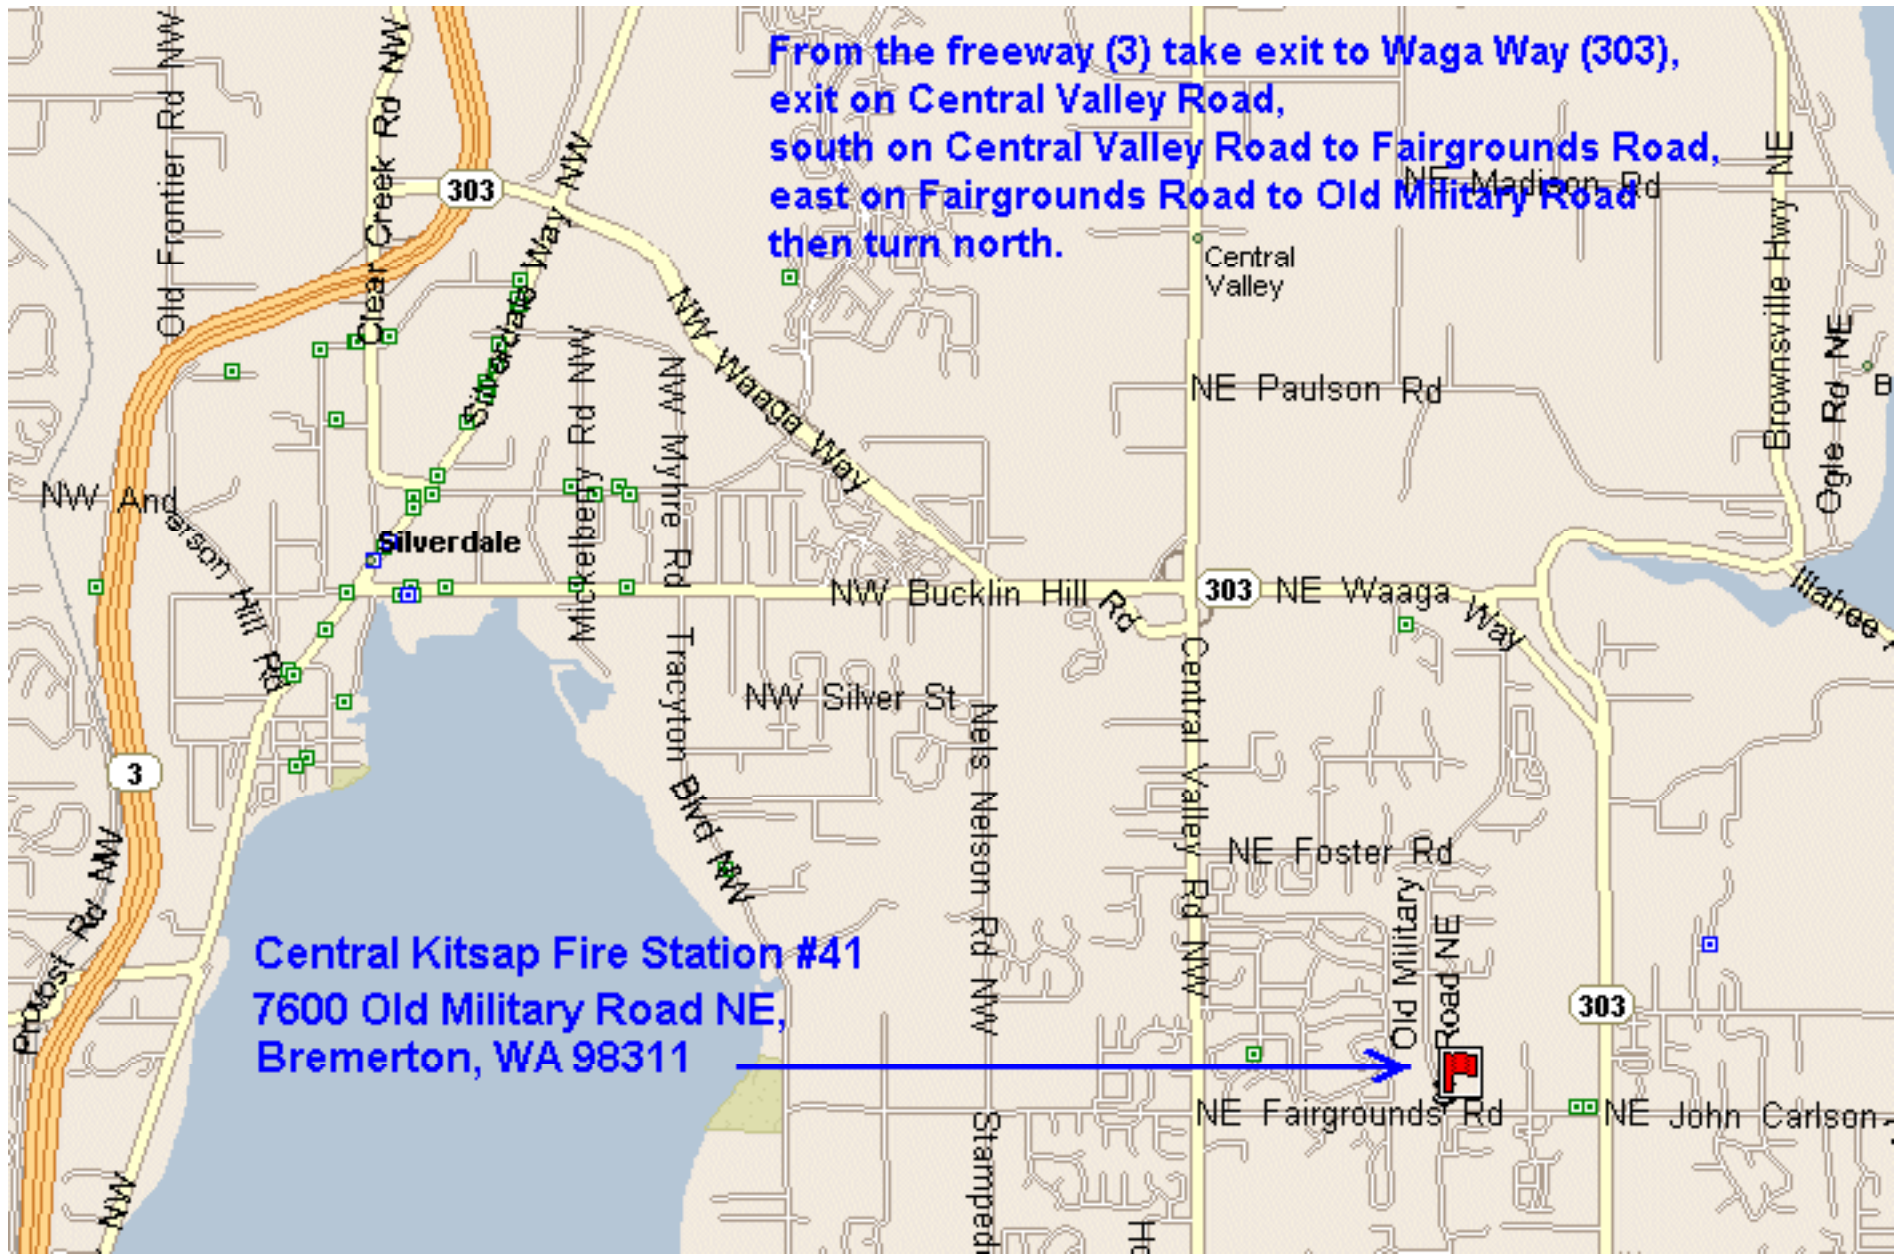 From the freeway (3) take exit to Waga Way (303),
exit on Central Valley Road,
south on Central Valley Road to Fairgrounds Road,
east on Fairgrounds Road to Old Military Road
then turn north.
Old Frontier Rd NW
Clear Creek Rd NW
303
Silverdale Way NW
NE Madison Rd
Central
Valley
Brownsville Hwy NE
Ogle Rd NE
B
NW Waaga Way
NE Paulson Rd
Mickelberry Rd NW
NW Myhre Rd
NW Anderson Hill Rd
Silverdale
NW Bucklin Hill Rd
303
NE Waaga Way
Illahee
Tracyton Blvd NW
NW Silver St
Nels Nelson Rd NW
Central Valley Rd NW
3
Provost Rd NW
NE Foster Rd
Old Military
Road NE
Central Kitsap Fire Station #41
7600 Old Military Road NE,
Bremerton, WA 98311
303
NE Fairgrounds Rd
NE John Carlson
Stamped
NW